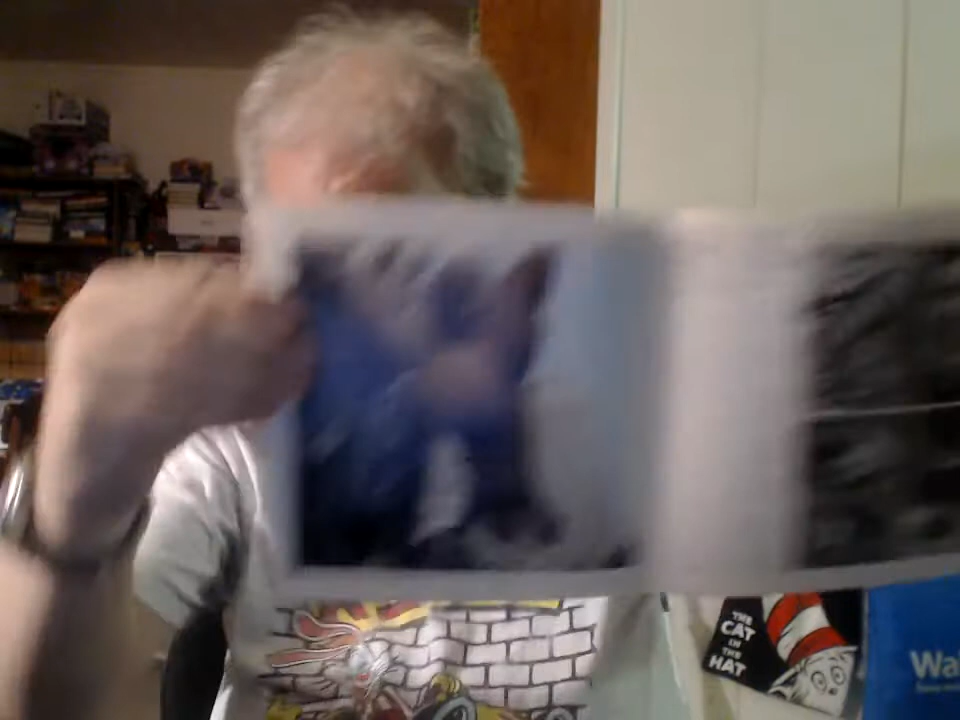 THE
CAT
IN
THE
HAT
Wal